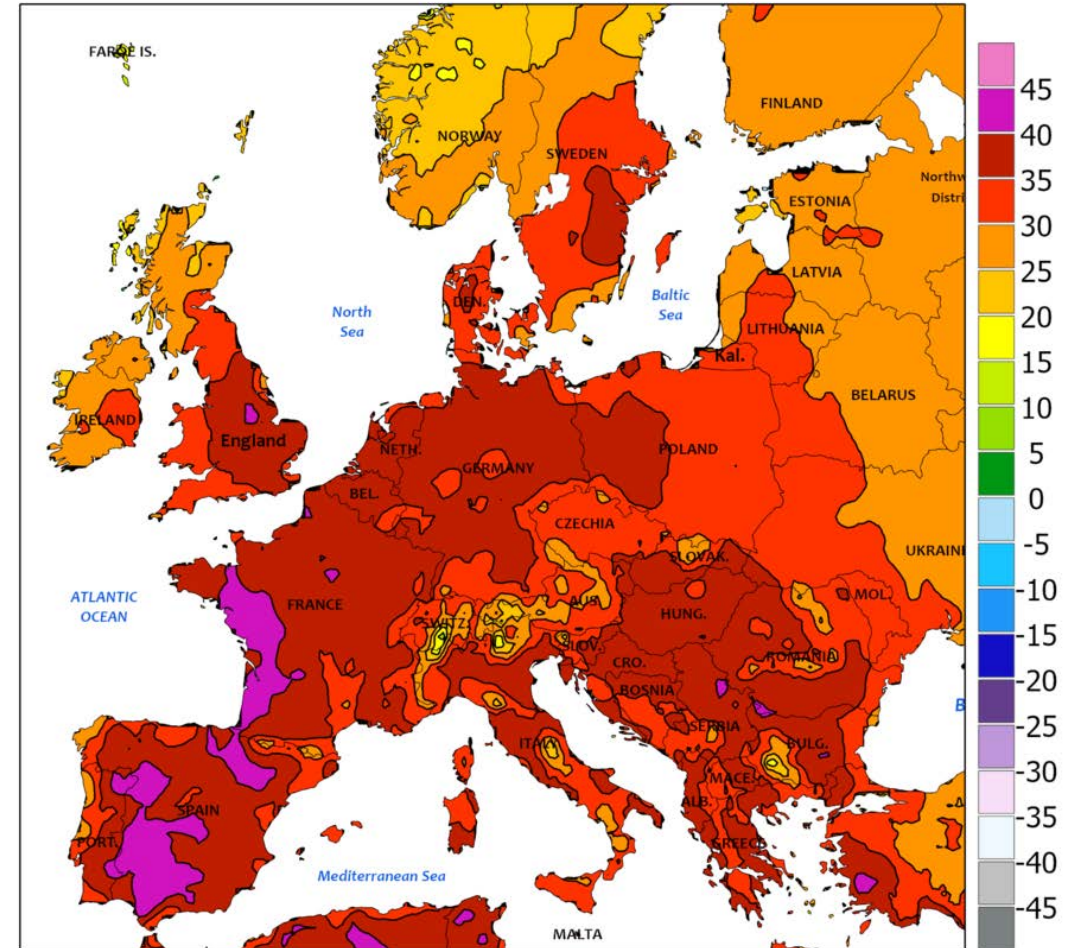 FAROE IS.
45
40
FINLAND
NORWAY
35
SWEDEN
Northw
ESTONIA
Distri
30
LATVIA
25
North
Sea
Baltic
Sea
DEN.
20
LITHUANIA
Kal.
15
BELARUS
10
IRELAND
England
NETH.
GERMANY
POLAND
5
BEL.
0
CZECHIA
-5
SLOVAK.
UKRAINE
ATLANTIC
OCEAN
FRANCE
AUS.
HUNG.
MOL.
-10
SWITZ.
SLOV.
-15
CRO.
ROMANIA
BOSNIA
-20
B
SERBIA
ITALY
BULG.
-25
MACE.
-30
ALB.
SPAIN
PORT.
GREECE
-35
Mediterranean Sea
-40
-45
MALTA